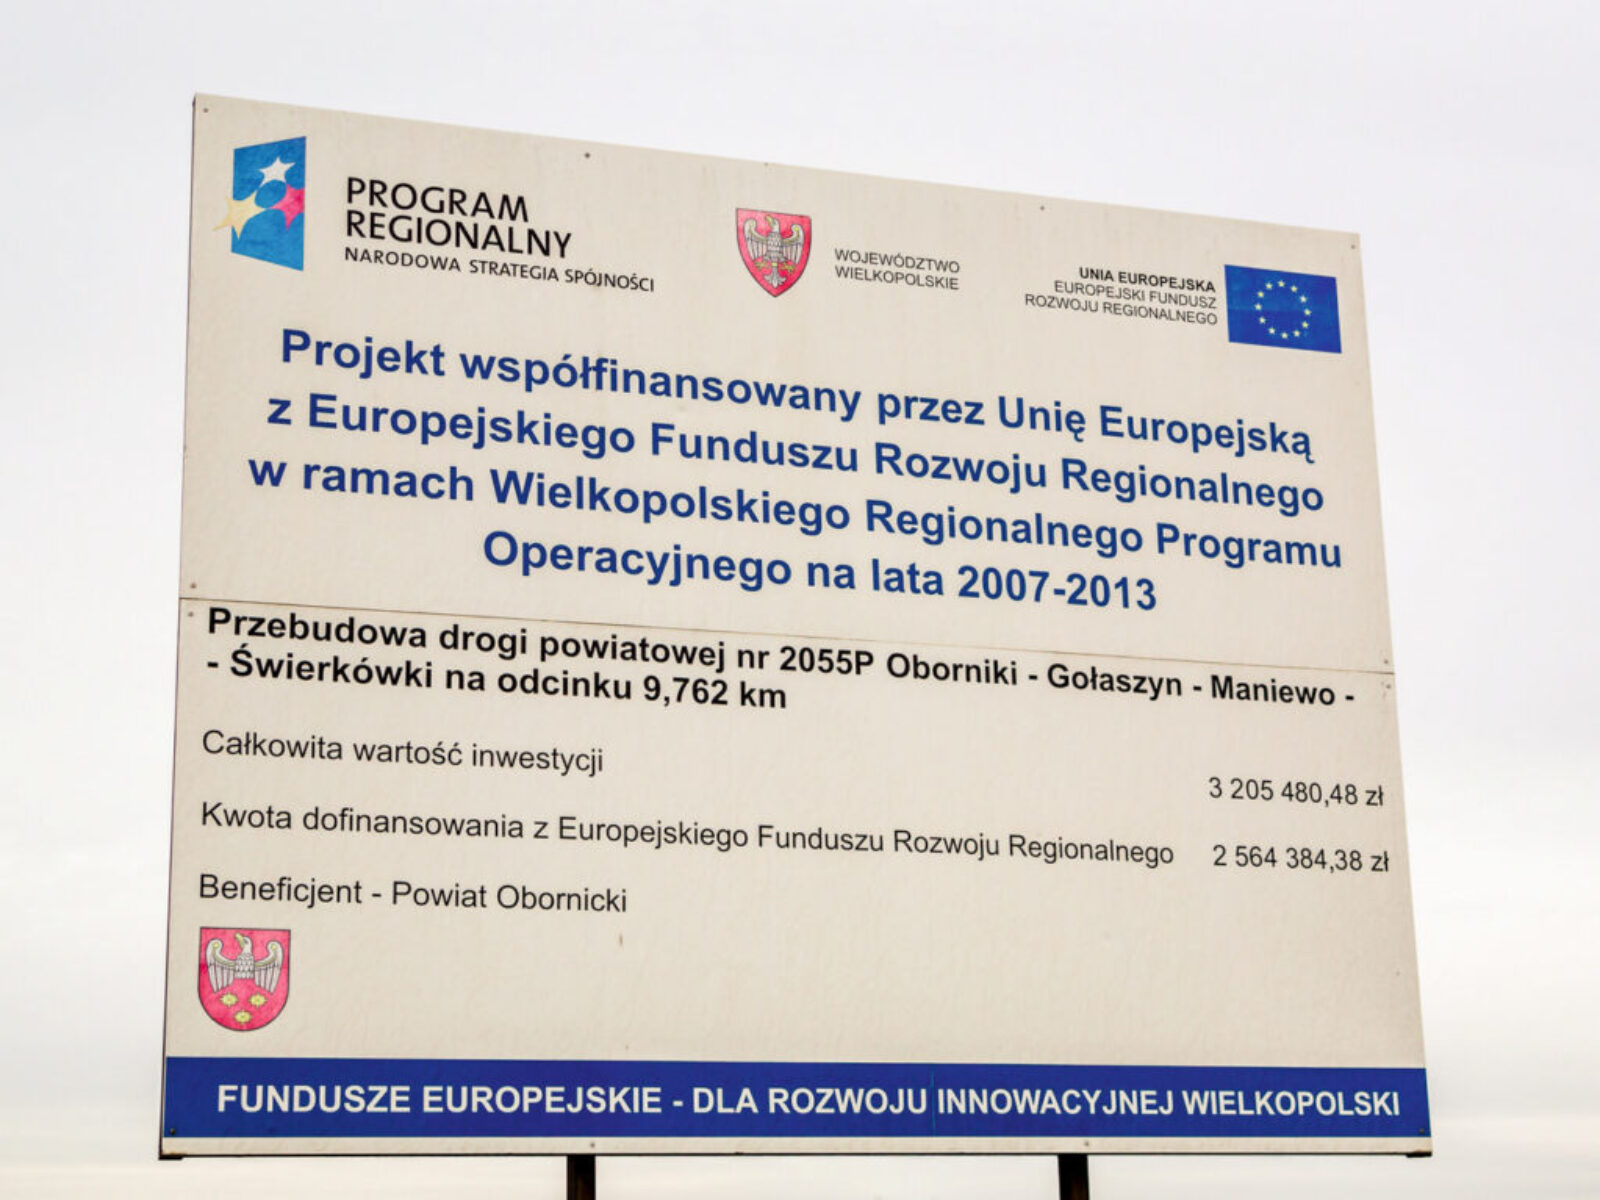 PROGRAM
REGIONALNY
NARODOWA STRATEGIA SPÓJNOŚCI
WOJEWÓDZTWO
WIELKOPOLSKIE
UNIA EUROPEJSKA
EUROPEJSKI FUNDUSZ
ROZWOJU REGIONALNEGO
Projekt współfinansowany przez Unię Europejską
z Europejskiego Funduszu Rozwoju Regionalnego
w ramach Wielkopolskiego Regionalnego Programu
Operacyjnego na lata 2007-2013
Przebudowa drogi powiatowej nr 2055P Oborniki - Gołaszyn - Maniewo -
- Świerkówki na odcinku 9,762 km
Całkowita wartość inwestycji 3 205 480,48 zł
Kwota dofinansowania z Europejskiego Funduszu Rozwoju Regionalnego 2 564 384,38 zł
Beneficjent - Powiat Obornicki
FUNDUSZE EUROPEJSKIE - DLA ROZWOJU INNOWACYJNEJ WIELKOPOLSKI